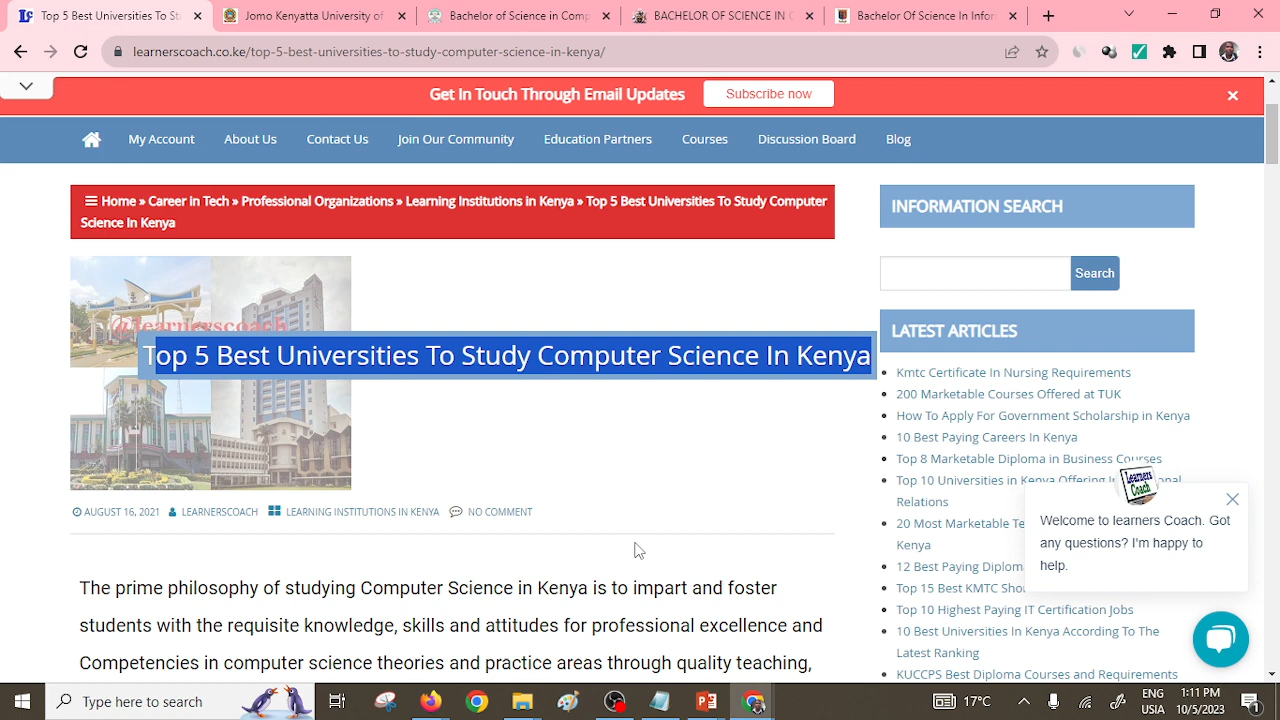 Top 5 Best Universities To St
Jomo Kenyatta University of
Bachelor of Science in Comp
BACHELOR OF SCIENCE IN C
Bachelor Of Science In Infor
learnerscoach.co.ke/top-5-best-universities-to-study-computer-science-in-kenya/
Get In Touch Through Email Updates
Subscribe now
My Account
About Us
Contact Us
Join Our Community
Education Partners
Courses
Discussion Board
Blog
Home » Career in Tech » Professional Organizations » Learning Institutions in Kenya » Top 5 Best Universities To Study Computer
Science In Kenya
@learnerscoach
Top 5 Best Universities To Study Computer Science In Kenya
AUGUST 16, 2021
LEARNERSCOACH
LEARNING INSTITUTIONS IN KENYA
NO COMMENT
The prime philosophy of studying Computer Science in Kenya is to impart and foster
students with the requisite knowledge, skills and attitudes for professional excellence and
Competencies in computer science theories and practice areas through quality teaching,
INFORMATION SEARCH
Search
LATEST ARTICLES
Kmtc Certificate In Nursing Requirements
200 Marketable Courses Offered at TUK
How To Apply For Government Scholarship in Kenya
10 Best Paying Careers In Kenya
Top 8 Marketable Diploma in Business Courses
Top 10 Universities in Kenya Offering
Relations
20 Most Marketable Te
Kenya
12 Best Paying Diplom
Top 15 Best KMTC Sho
Top 10 Highest Paying IT Certification Jobs
10 Best Universities In Kenya According To The
Latest Ranking
KUCCPS Best Diploma Courses and Requirements
Learners
Coach
Welcome to learners Coach. Got
any questions? I'm happy to
help.
Type here to search
17°C
ENG
USA
1:11 PM
10/5/2023
1